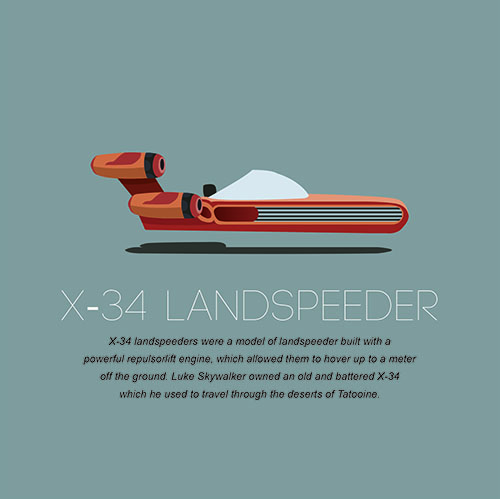 X-34 LANDSPEEDER
X-34 landspeeders were a model of landspeeder built with a
powerful repulsorlift engine, which allowed them to hover up to a meter
off the ground. Luke Skywalker owned an old and battered X-34
which he used to travel through the deserts of Tatooine.